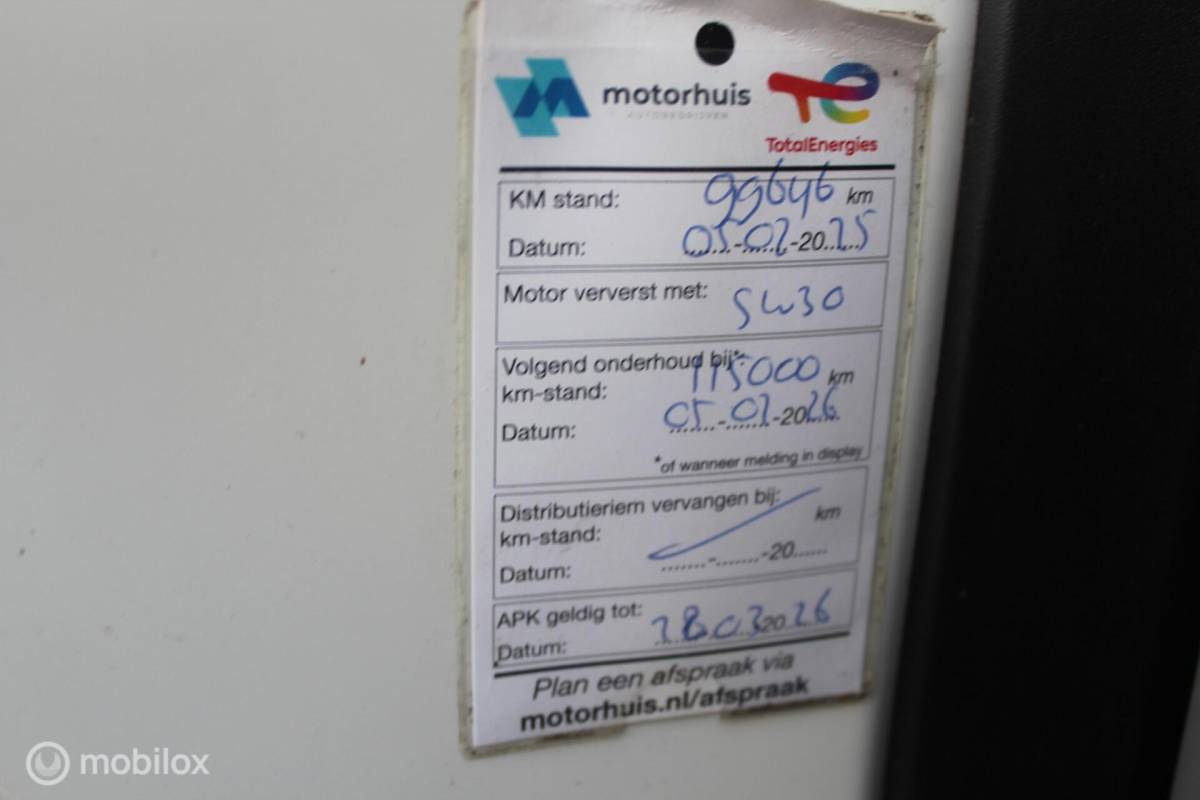 motorhuis
AUTOBEDRIJVEN
TotalEnergies
KM stand: 99646 km
Datum: 05-02-2025
Motor ververst met: 5W30
Volgend onderhoud bij*:
km-stand: 115000 km
Datum: 05-02-2026
*of wanneer melding in display
Distributieriem vervangen bij:
km-stand: km
Datum: .......-.......-20......
APK geldig tot:
Datum: 28.03 2026
Plan een afspraak via
motorhuis.nl/afspraak
mobilox